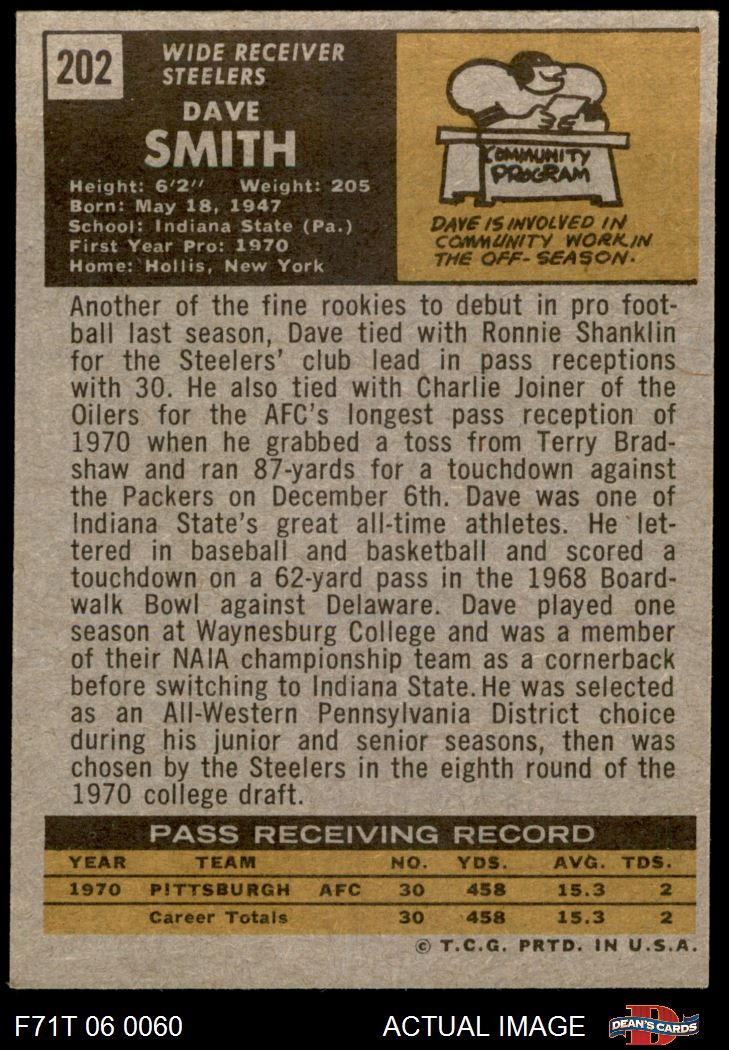 202
WIDE RECEIVER
STEELERS
DAVE
SMITH
Height: 6'2" Weight: 205
Born: May 18, 1947
School: Indiana State (Pa.)
First Year Pro: 1970
Home: Hollis, New York
COMMUNITY
PROGRAM
DAVE IS INVOLVED IN
COMMUNITY WORK IN
THE OFF-SEASON.
Another of the fine rookies to debut in pro foot-
ball last season, Dave tied with Ronnie Shanklin
for the Steelers' club lead in pass receptions
with 30. He also tied with Charlie Joiner of the
Oilers for the AFC's longest pass reception of
1970 when he grabbed a toss from Terry Brad-
shaw and ran 87-yards for a touchdown against
the Packers on December 6th. Dave was one of
Indiana State's great all-time athletes. He let-
tered in baseball and basketball and scored a
touchdown on a 62-yard pass in the 1968 Board-
walk Bowl against Delaware. Dave played one
season at Waynesburg College and was a member
of their NAIA championship team as a cornerback
before switching to Indiana State. He was selected
as an All-Western Pennsylvania District choice
during his junior and senior seasons, then was
chosen by the Steelers in the eighth round of the
1970 college draft.
PASS RECEIVING RECORD
YEAR TEAM NO. YDS. AVG. TDS.
1970 PITTSBURGH AFC 30 458 15.3 2
Career Totals 30 458 15.3 2
© T.C.G. PRTD. IN U.S.A.
F71T 06 0060 ACTUAL IMAGE D DEAN'S CARDS